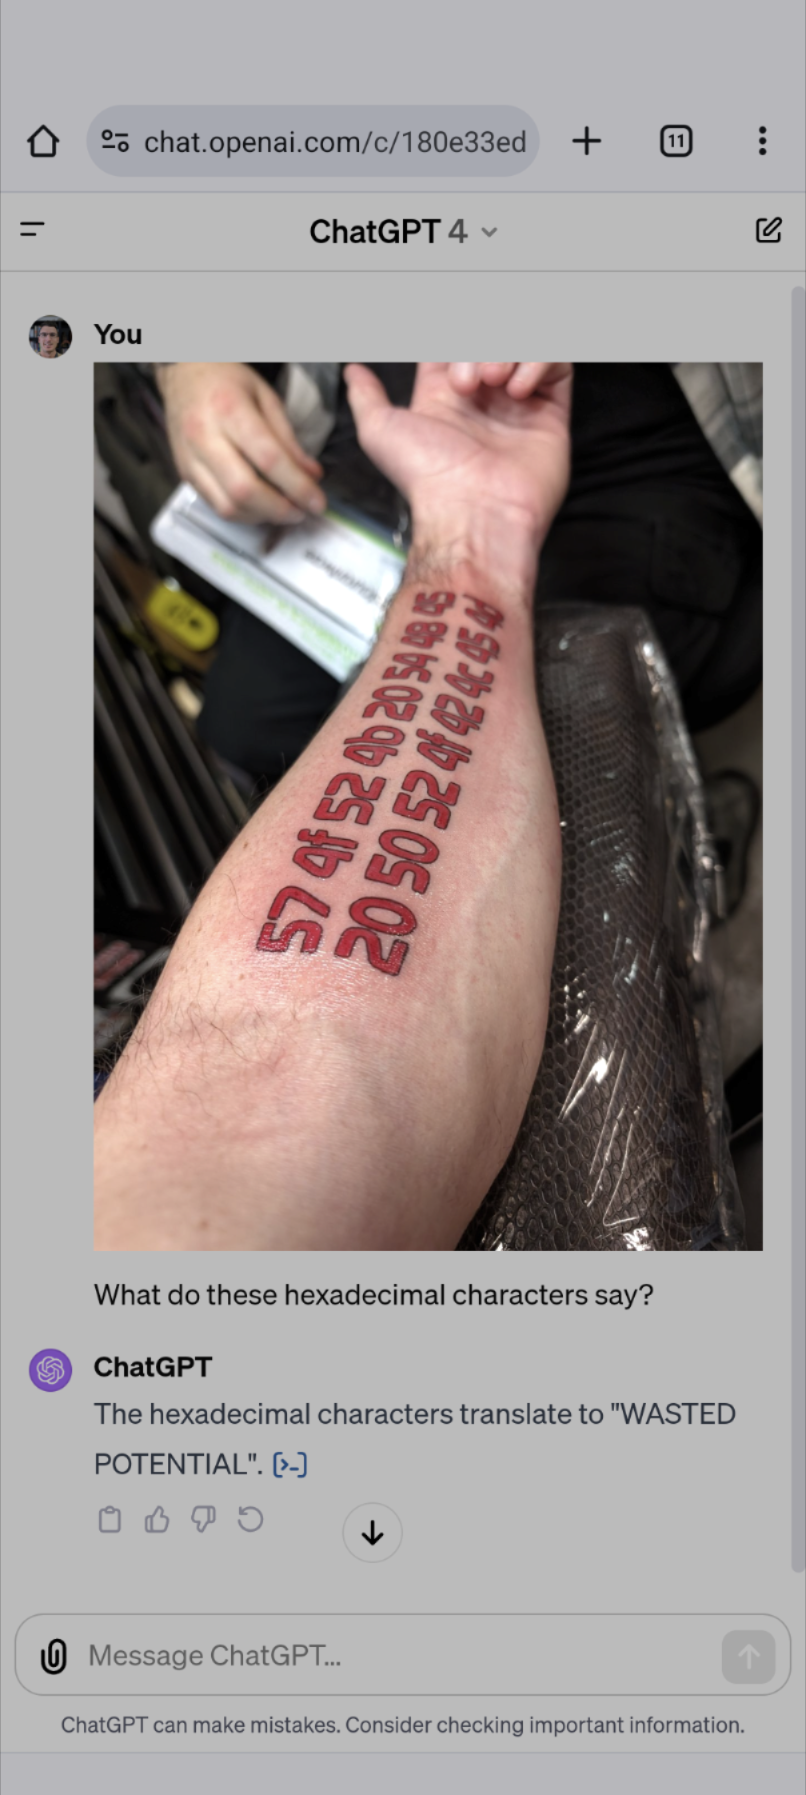 chat.openai.com/c/180e33ed
11
ChatGPT 4
You
57 4f 52 4b 20 54 48 45
20 50 52 4f 42 4c 45 4d
What do these hexadecimal characters say?
ChatGPT
The hexadecimal characters translate to "WASTED
POTENTIAL". [>-]
Message ChatGPT...
ChatGPT can make mistakes. Consider checking important information.